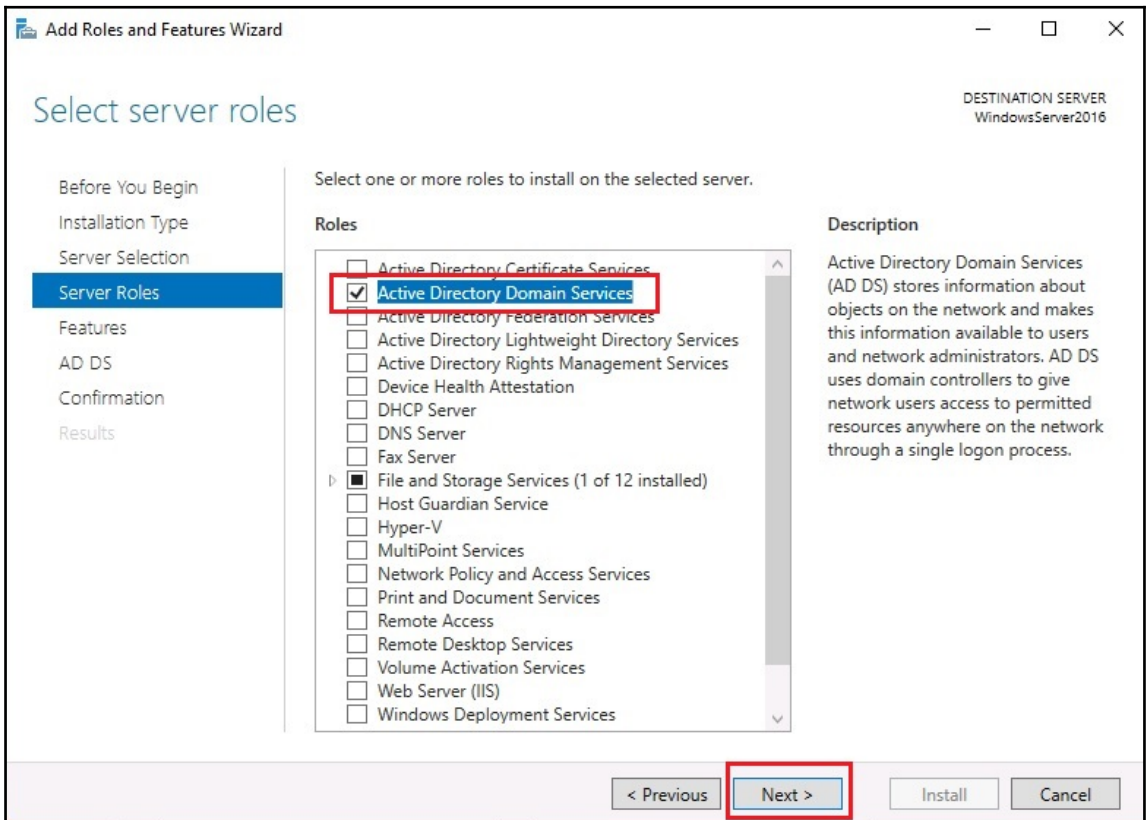 Add Roles and Features Wizard
Select server roles
DESTINATION SERVER
WindowsServer2016
Before You Begin
Installation Type
Server Selection
Server Roles
Features
AD DS
Confirmation
Results
Select one or more roles to install on the selected server.
Roles
Active Directory Certificate Services
Active Directory Domain Services
Active Directory Federation Services
Active Directory Lightweight Directory Services
Active Directory Rights Management Services
Device Health Attestation
DHCP Server
DNS Server
Fax Server
File and Storage Services (1 of 12 installed)
Host Guardian Service
Hyper-V
MultiPoint Services
Network Policy and Access Services
Print and Document Services
Remote Access
Remote Desktop Services
Volume Activation Services
Web Server (IIS)
Windows Deployment Services
Description
Active Directory Domain Services
(AD DS) stores information about
objects on the network and makes
this information available to users
and network administrators. AD DS
uses domain controllers to give
network users access to permitted
resources anywhere on the network
through a single logon process.
< Previous
Next >
Install
Cancel